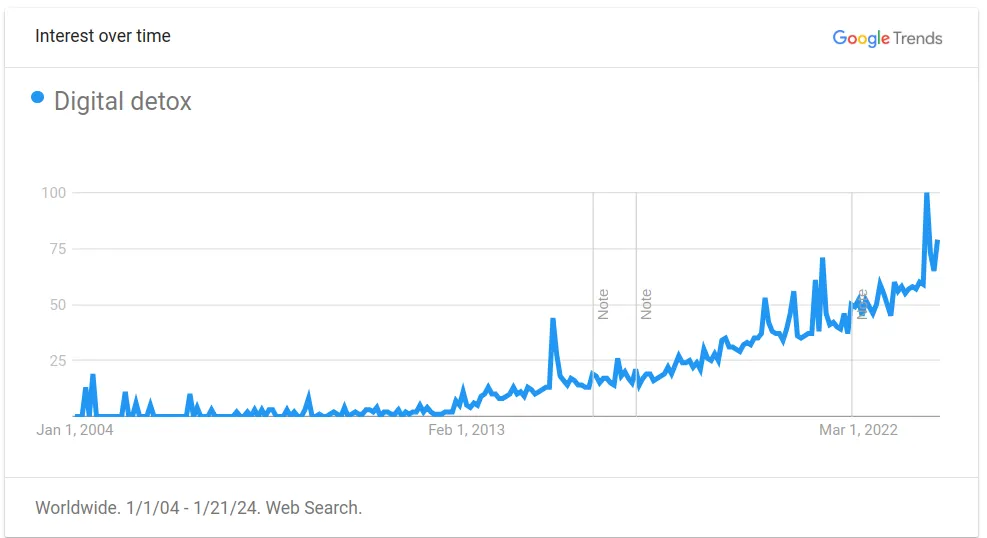 Interest over time
Google Trends
Digital detox
100
75
50
25
Note
Note
Note
Jan 1, 2004
Feb 1, 2013
Mar 1, 2022
Worldwide. 1/1/04 - 1/21/24. Web Search.